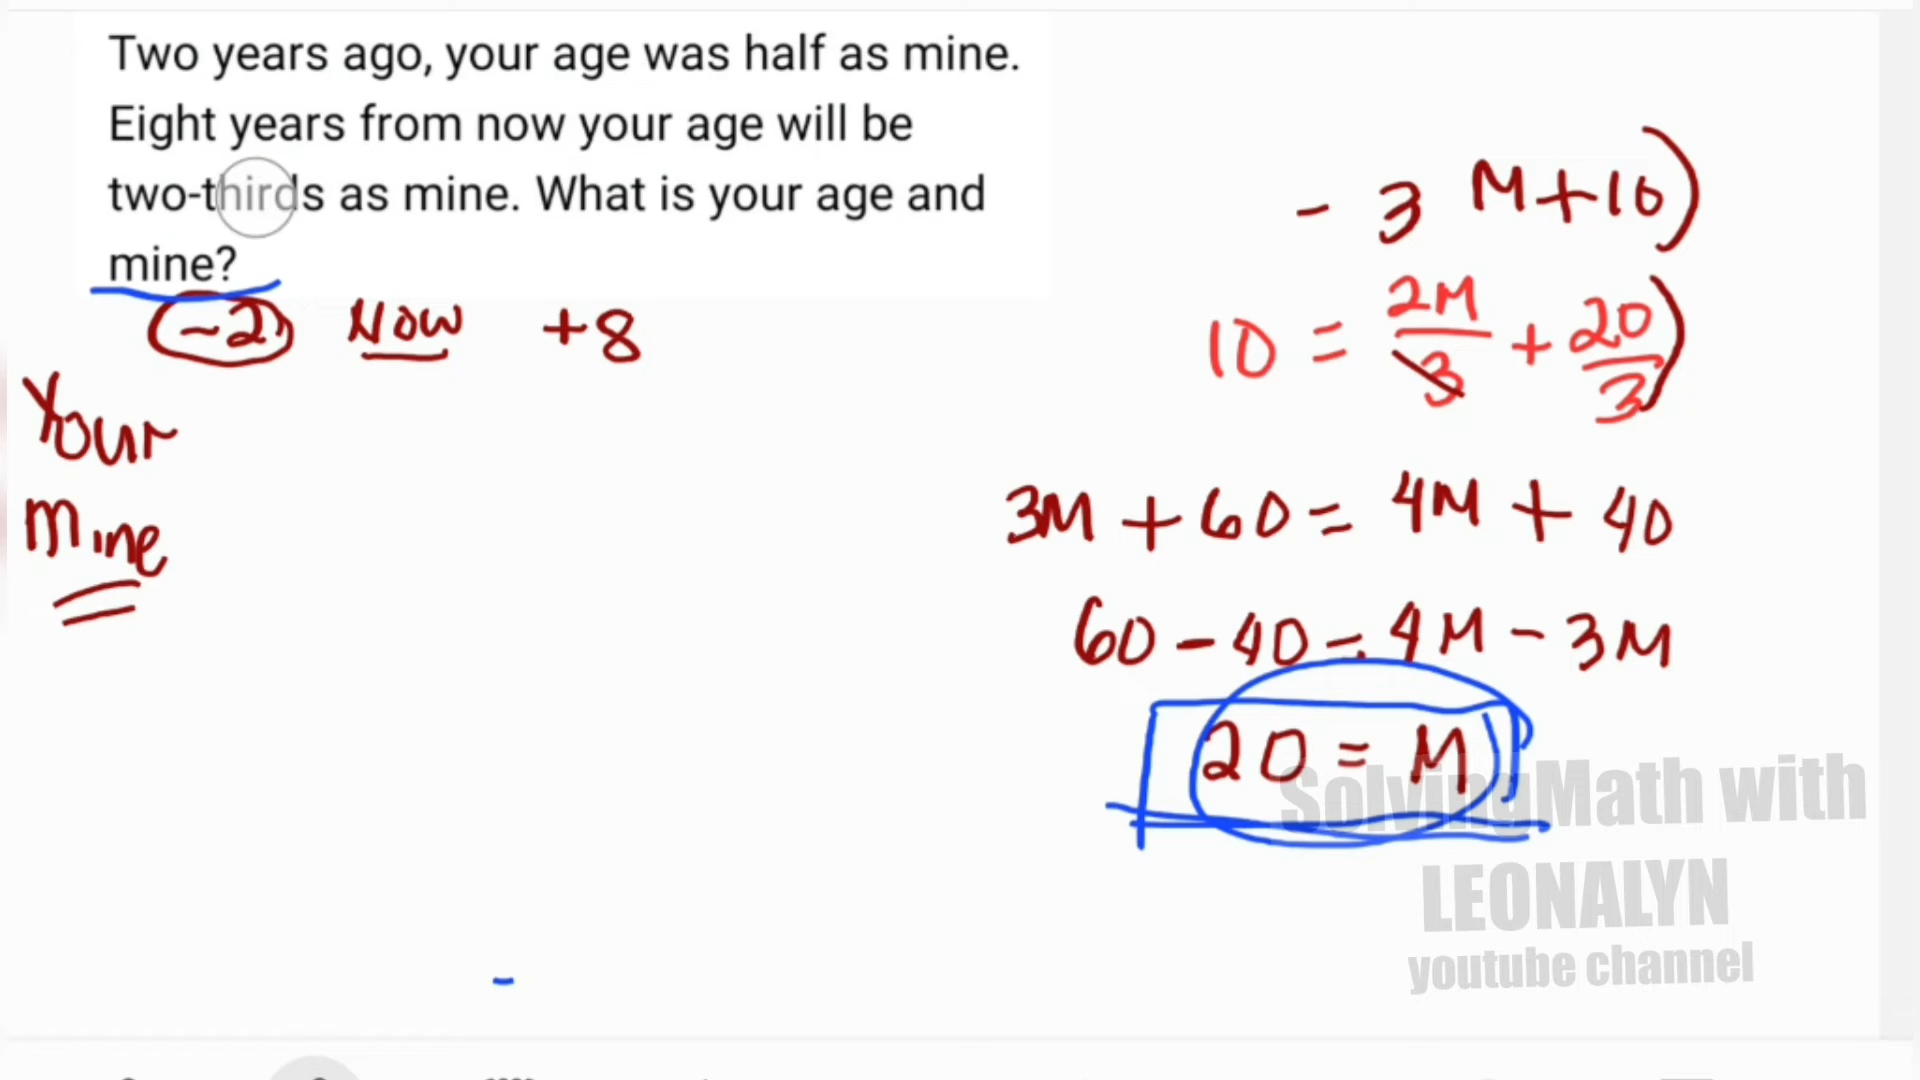 Two years ago, your age was half as mine.
Eight years from now your age will be
two-thirds as mine. What is your age and
mine?
-2 Now +8
Your
Mine
- 3 M+10)
10 = 2M/3 + 20/3)
3M + 60 = 4M + 40
60 - 40 = 4M - 3M
20 = M
SolvingMath with
LEONALYN
youtube channel